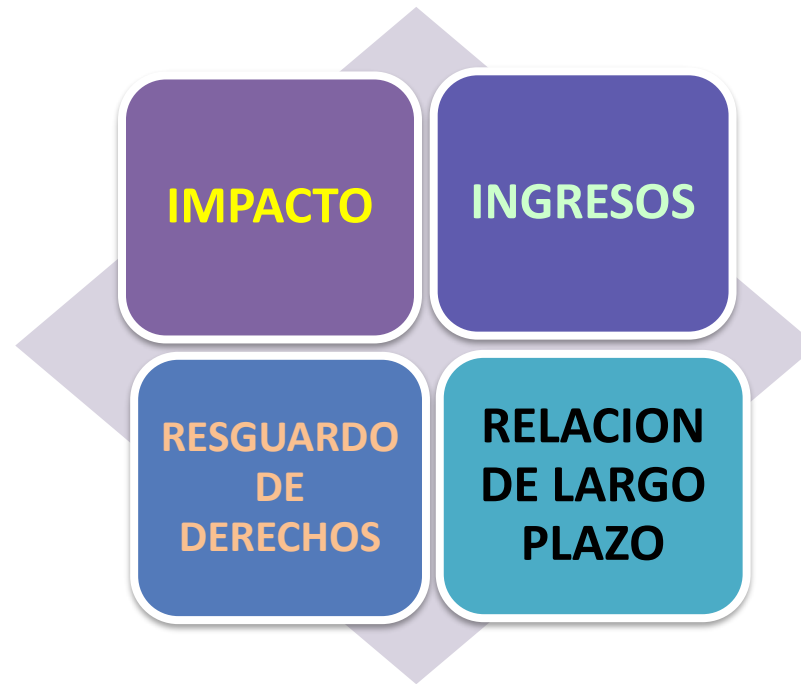 IMPACTO
INGRESOS
RESGUARDO
DE
DERECHOS
RELACION
DE LARGO
PLAZO